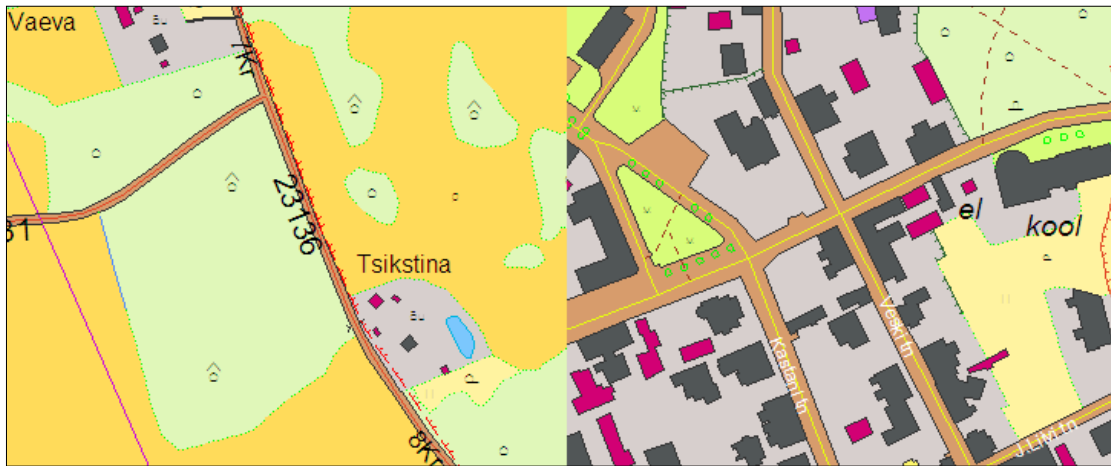 Vaeva
7Kr
23136
31
Tsikstina
8Kr
el
kool
Veski tn
Kastani tn
J.Liivi tn